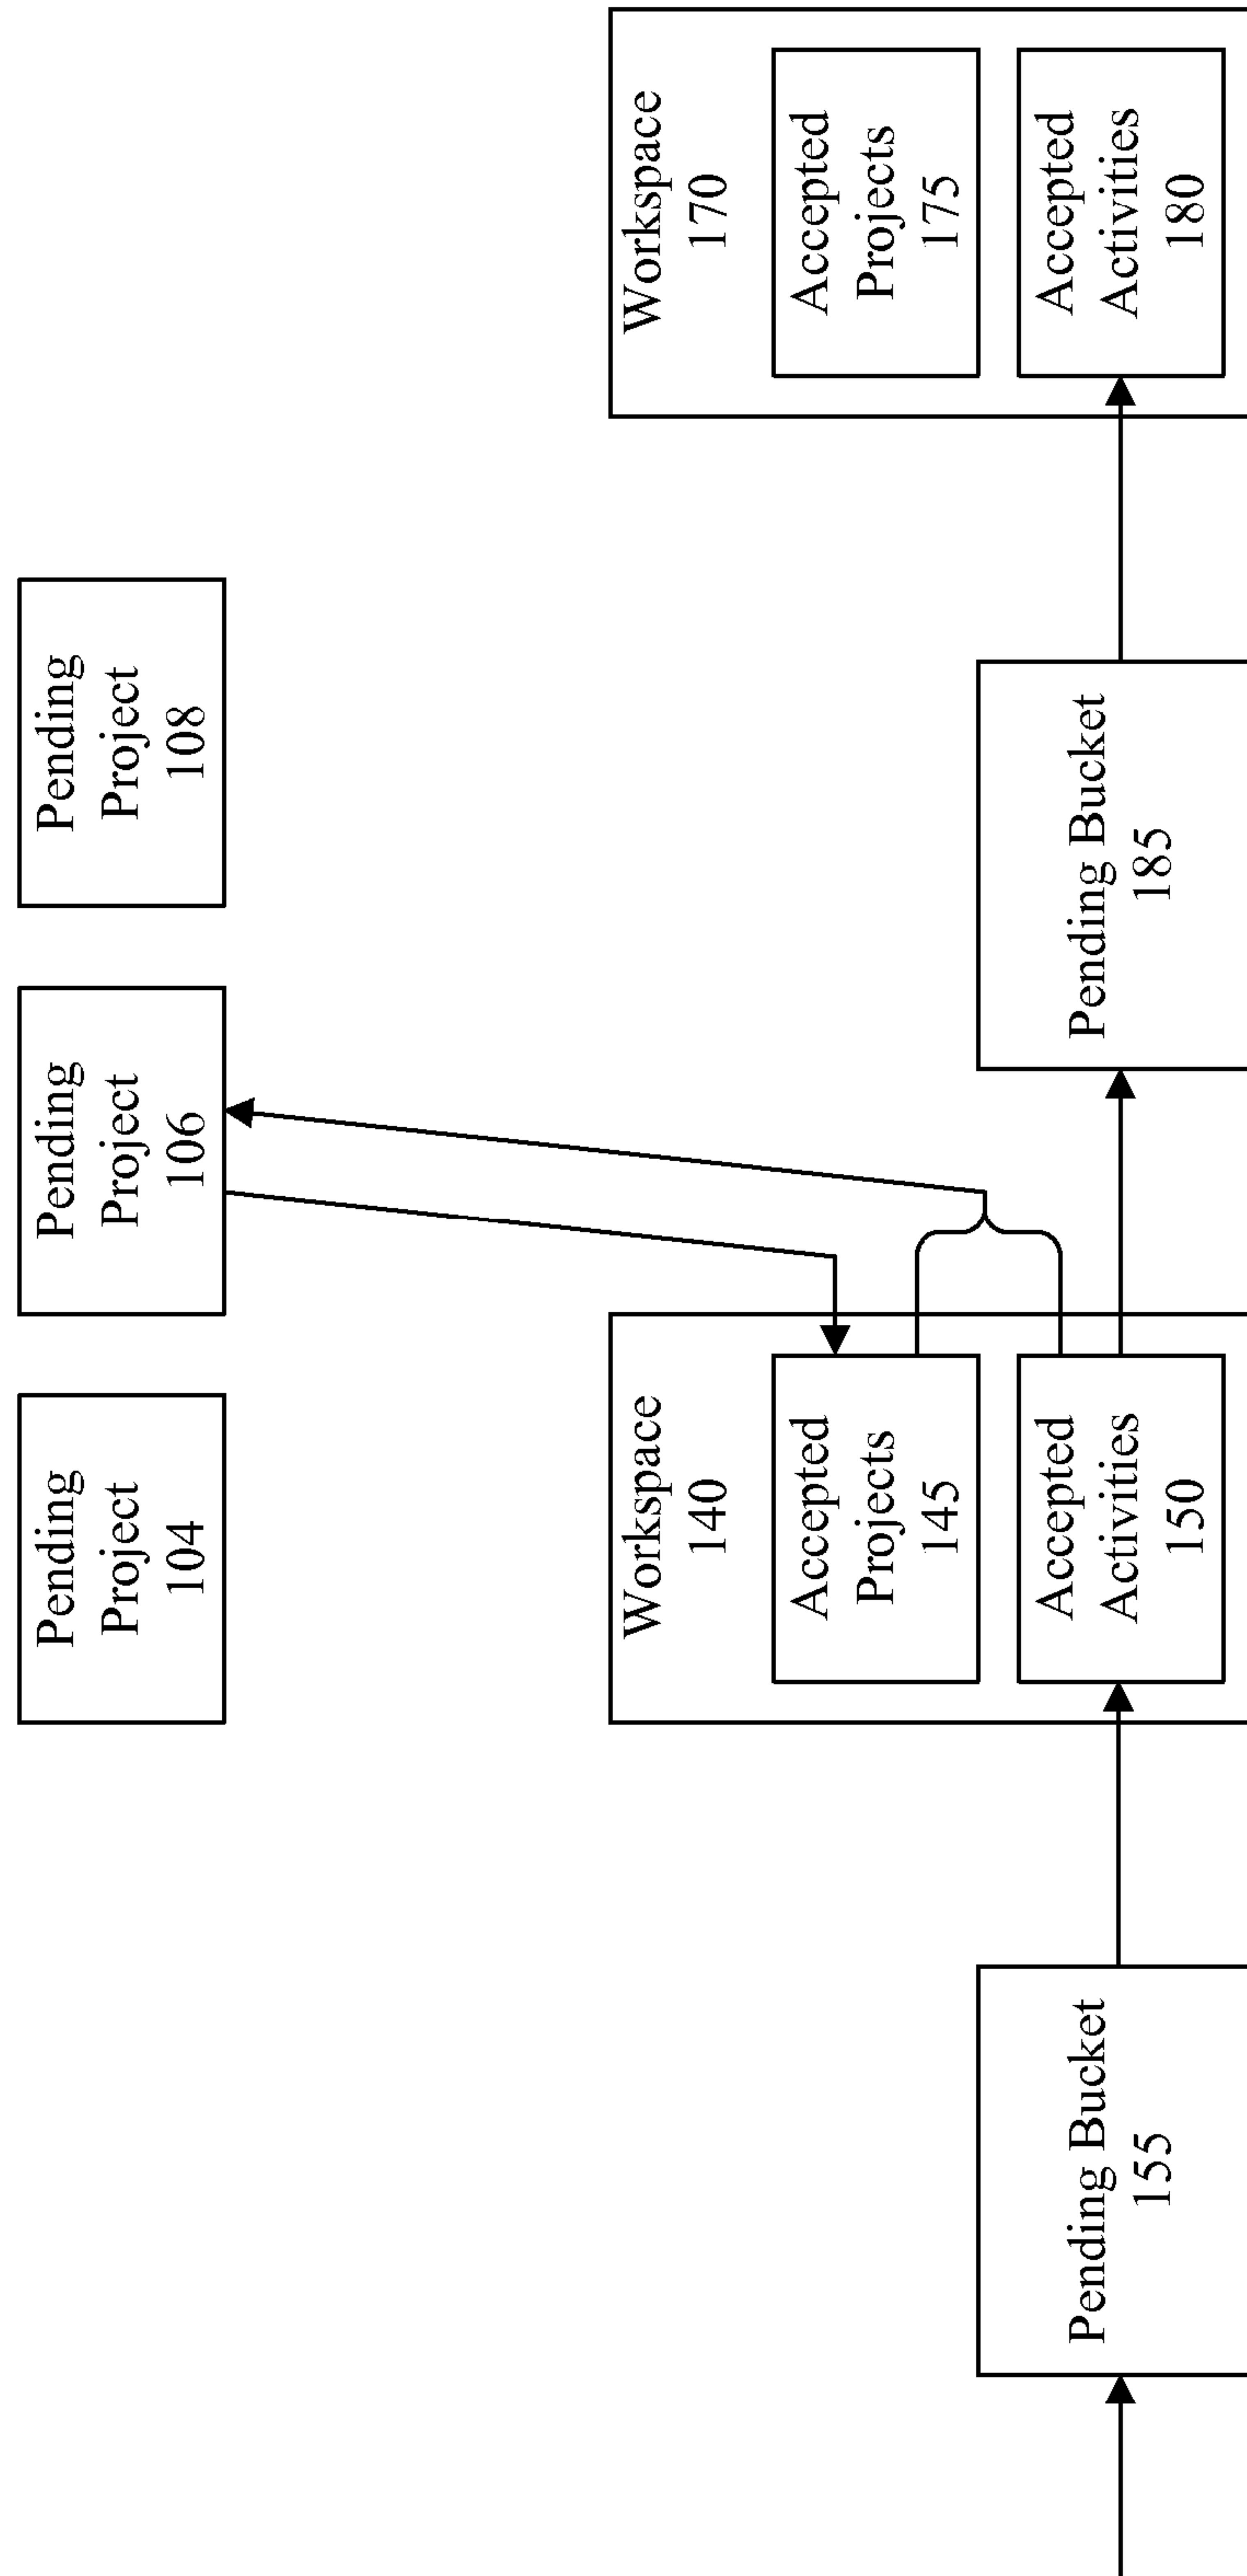 Pending
Project
104
Pending
Project
106
Pending
Project
108
Workspace
140
Accepted
Projects
145
Accepted
Activities
150
Workspace
170
Accepted
Projects
175
Accepted
Activities
180
Pending Bucket
155
Pending Bucket
185